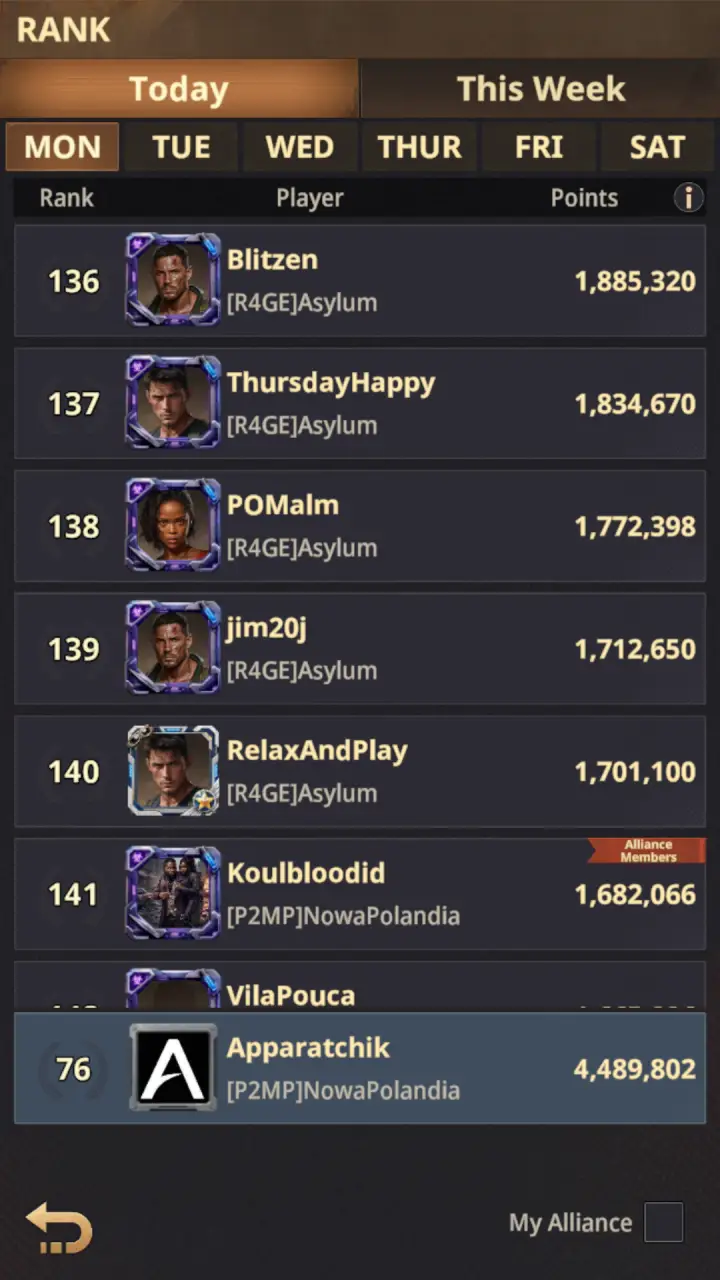 RANK
Today
This Week
MON
TUE
WED
THUR
FRI
SAT
Rank
Player
Points
136
Blitzen
[R4GE]Asylum
1,885,320
137
ThursdayHappy
[R4GE]Asylum
1,834,670
138
POMalm
[R4GE]Asylum
1,772,398
139
jim20j
[R4GE]Asylum
1,712,650
140
RelaxAndPlay
[R4GE]Asylum
1,701,100
Alliance
Members
141
Koulbloodid
[P2MP]NowaPolandia
1,682,066
VilaPouca
76
Apparatchik
[P2MP]NowaPolandia
4,489,802
My Alliance